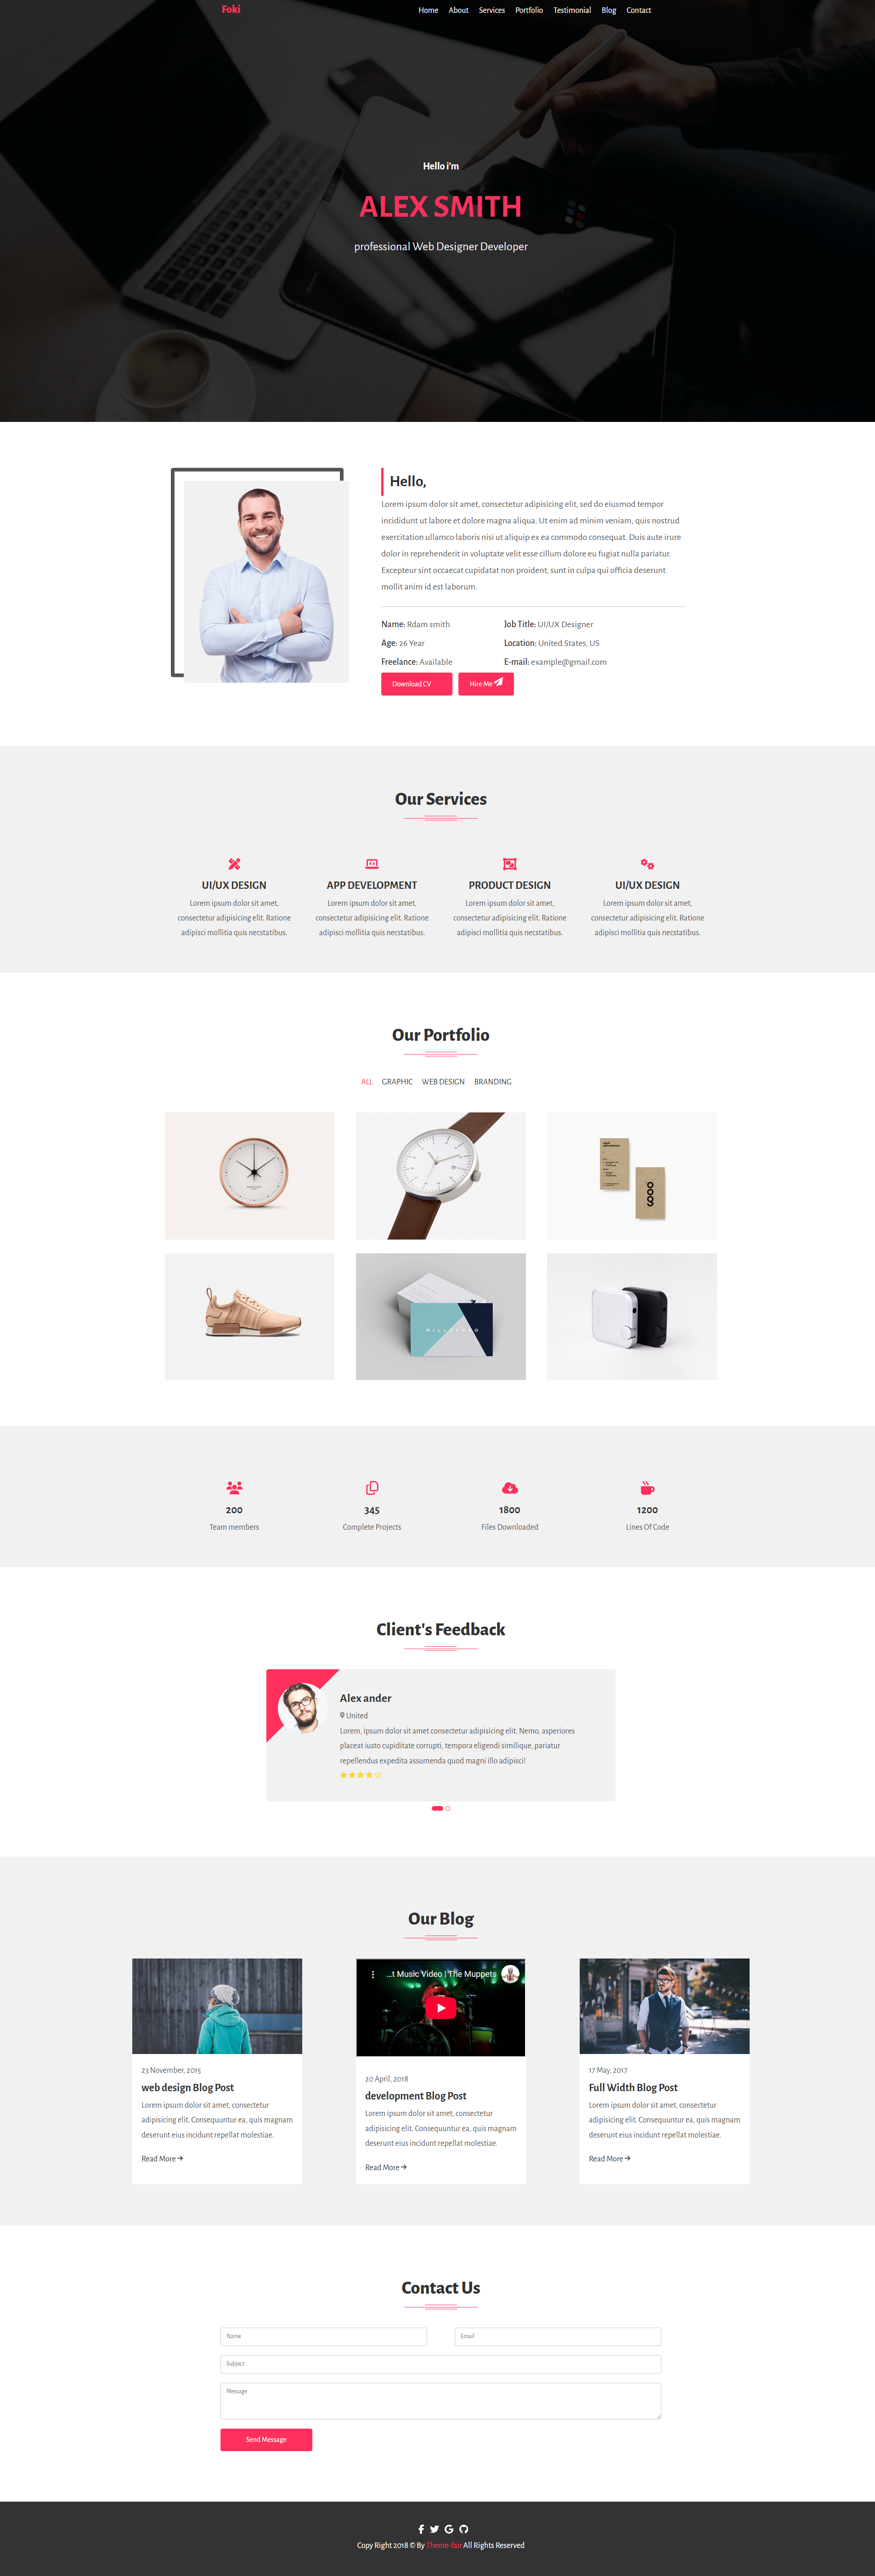 Foki
Home About Services Portfolio Testimonial Blog Contact
Hello i'm
ALEX SMITH
professional Web Designer Developer
Hello,
Lorem ipsum dolor sit amet, consectetur adipisicing elit, sed do eiusmod tempor
incididunt ut labore et dolore magna aliqua. Ut enim ad minim veniam, quis nostrud
exercitation ullamco laboris nisi ut aliquip ex ea commodo consequat. Duis aute irure
dolor in reprehenderit in voluptate velit esse cillum dolore eu fugiat nulla pariatur.
Excepteur sint occaecat cupidatat non proident, sunt in culpa qui officia deserunt
mollit anim id est laborum.
Name: Rdam smith
Job Title: UI/UX Designer
Age: 26 Year
Location: United States, US
Freelance: Available
E-mail: example@gmail.com
Download CV
Hire Me
Our Services
UI/UX DESIGN
Lorem ipsum dolor sit amet,
consectetur adipisicing elit. Ratione
adipisci mollitia quis necstatibus.
APP DEVELOPMENT
Lorem ipsum dolor sit amet,
consectetur adipisicing elit. Ratione
adipisci mollitia quis necstatibus.
PRODUCT DESIGN
Lorem ipsum dolor sit amet,
consectetur adipisicing elit. Ratione
adipisci mollitia quis necstatibus.
UI/UX DESIGN
Lorem ipsum dolor sit amet,
consectetur adipisicing elit. Ratione
adipisci mollitia quis necstatibus.
Our Portfolio
ALL GRAPHIC WEB DESIGN BRANDING
200
Team members
345
Complete Projects
1800
Files Downloaded
1200
Lines Of Code
Client's Feedback
Alex ander
United
Lorem, ipsum dolor sit amet consectetur adipisicing elit. Nemo, asperiores
placeat iusto cupiditate corrupti, tempora eligendi similique, pariatur
repellendus expedita assumenda quod magni illo adipisci!
Our Blog
23 November, 2015
web design Blog Post
Lorem ipsum dolor sit amet, consectetur
adipisicing elit. Consequuntur ea, quis magnam
deserunt eius incidunt repellat molestiae.
Read More
...t Music Video | The Muppets
20 April, 2018
development Blog Post
Lorem ipsum dolor sit amet, consectetur
adipisicing elit. Consequuntur ea, quis magnam
deserunt eius incidunt repellat molestiae.
Read More
17 May, 2017
Full Width Blog Post
Lorem ipsum dolor sit amet, consectetur
adipisicing elit. Consequuntur ea, quis magnam
deserunt eius incidunt repellat molestiae.
Read More
Contact Us
Name
Email
Subject
Message
Send Message
Copy Right 2018 © By Theme-fair All Rights Reserved